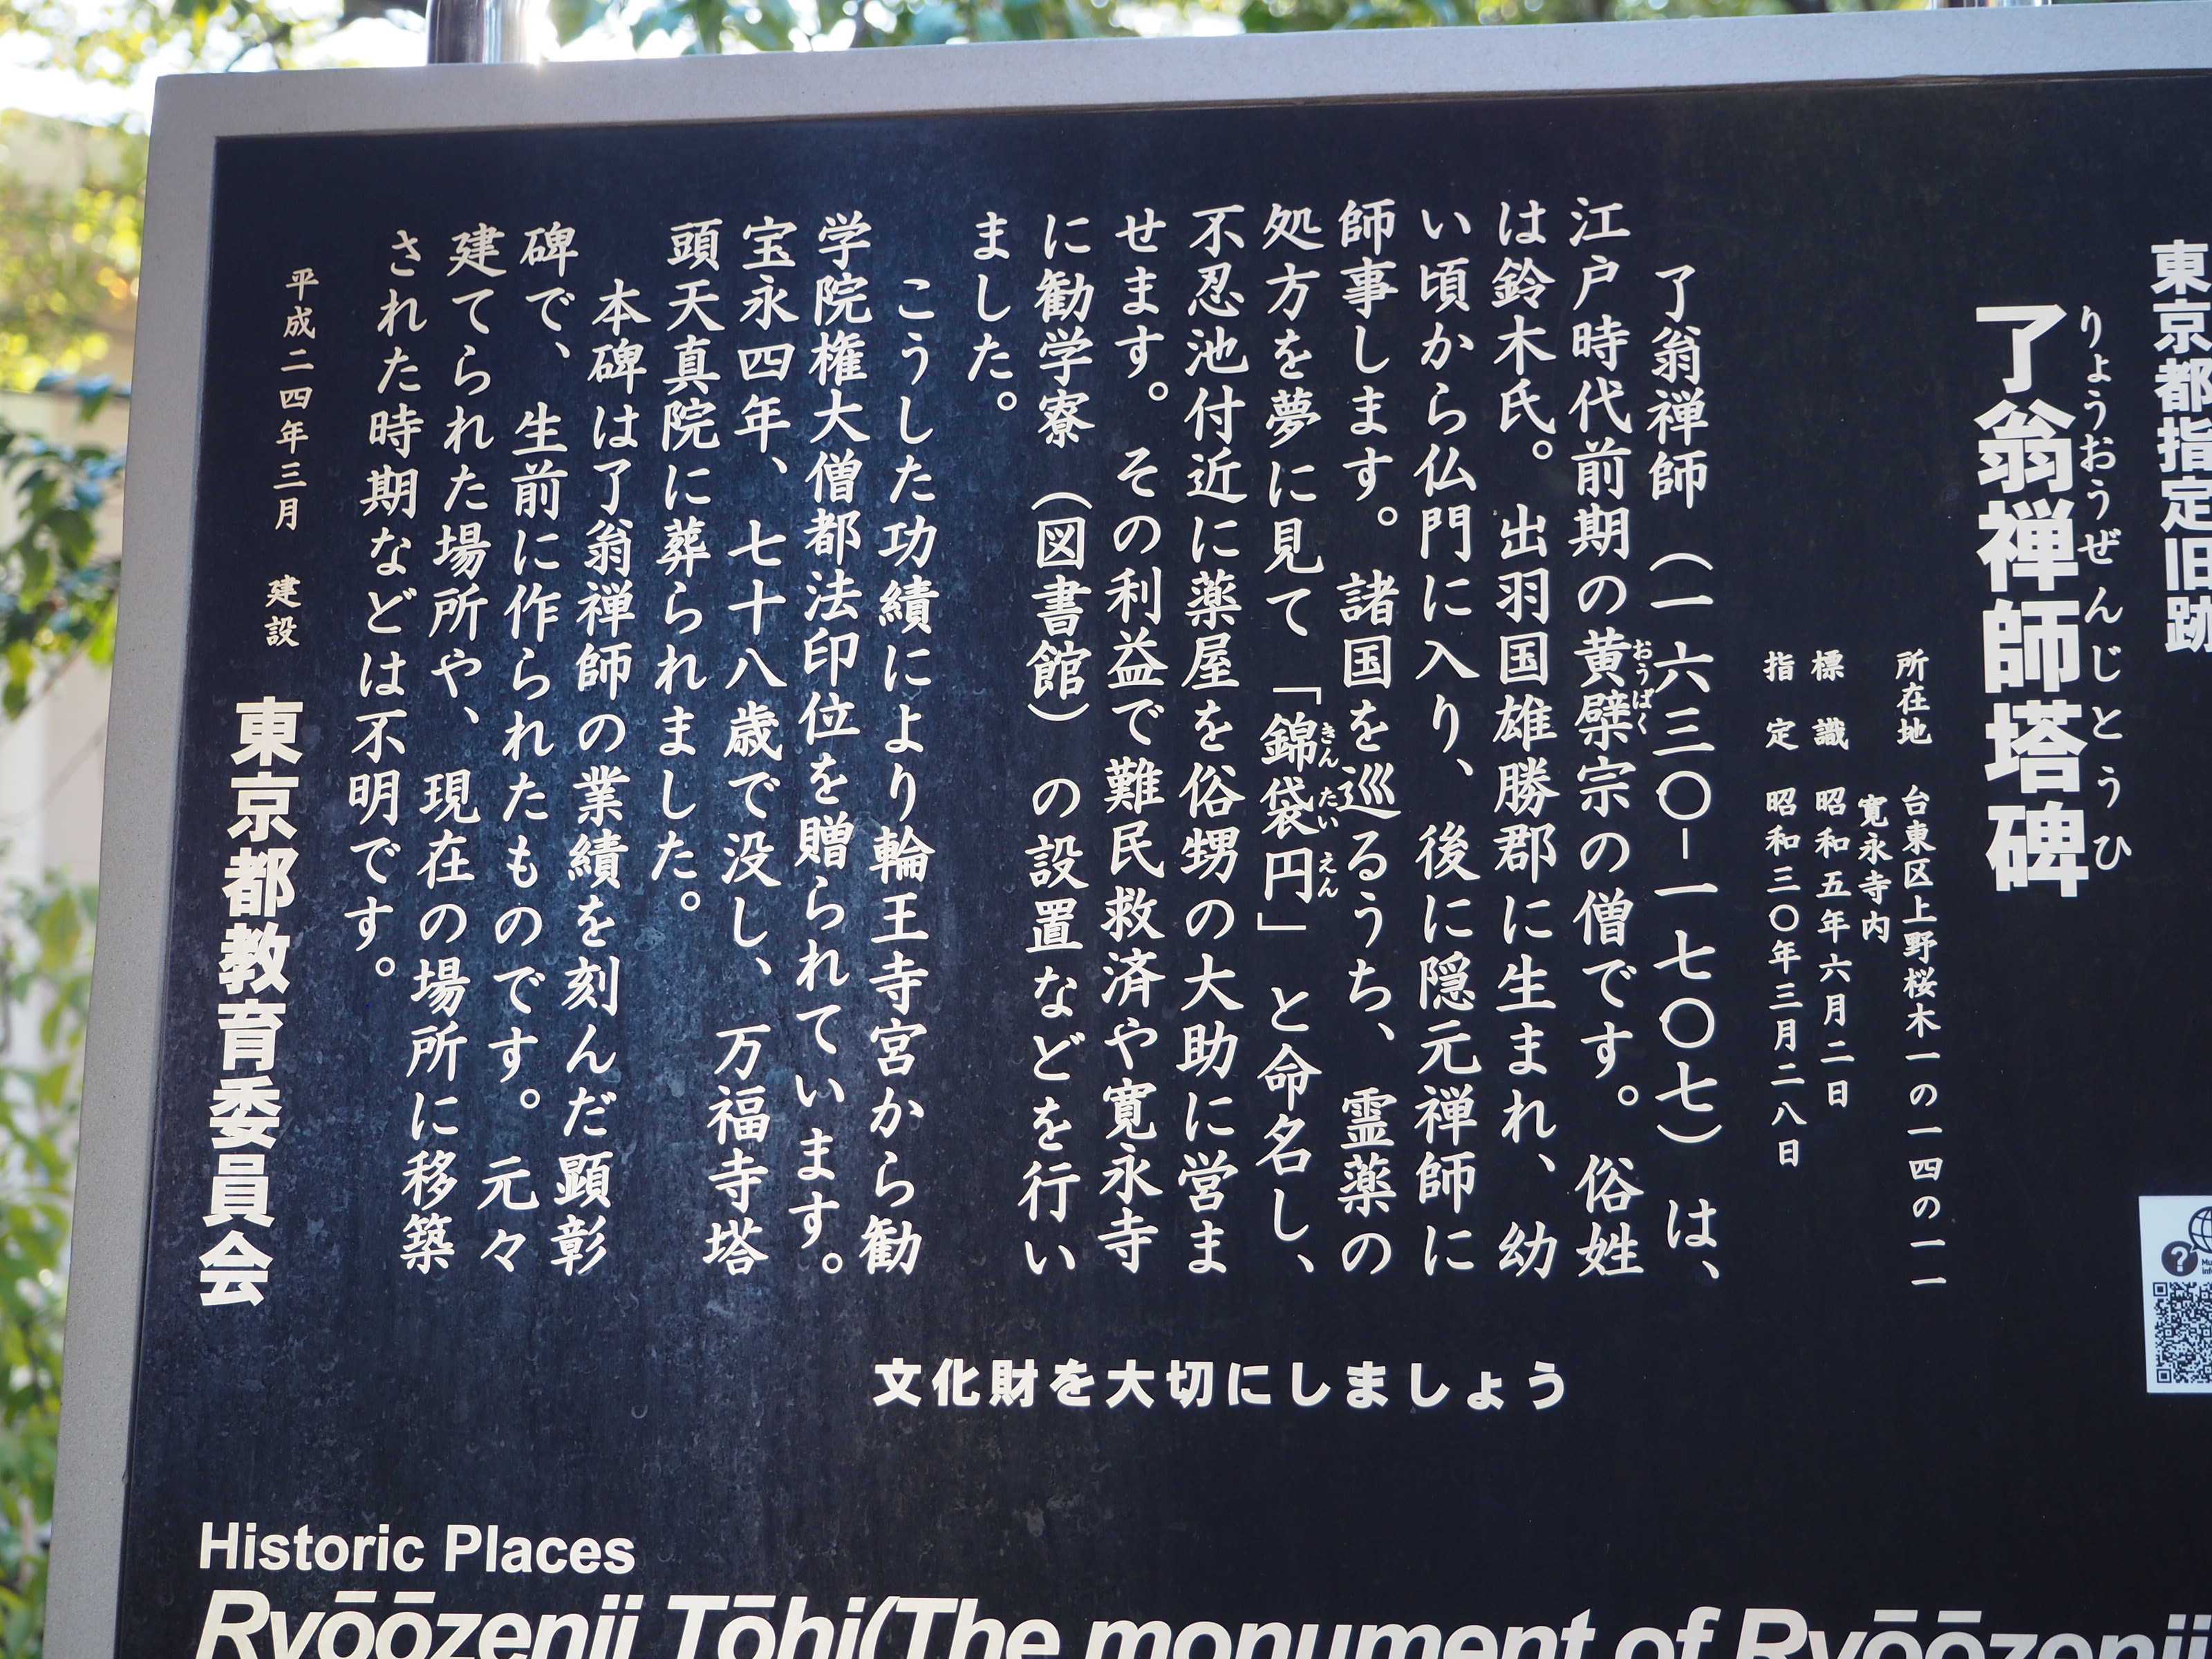 東京都指定旧跡
了翁禅師塔碑
りょうおうぜんじとうひ
所在地 台東区上野桜木一の一四の一一
寛永寺内
標識 昭和五年六月二日
指定 昭和三〇年三月二八日
了翁禅師（一六三〇－一七〇七）は、
江戸時代前期の黄檗宗の僧です。俗姓
おうばく
は鈴木氏。出羽国雄勝郡に生まれ、幼
い頃から仏門に入り、後に隠元禅師に
師事します。諸国を巡るうち、霊薬の
処方を夢に見て「錦袋円」と命名し、
きんたいえん
不忍池付近に薬屋を俗甥の大助に営ま
せます。その利益で難民救済や寛永寺
に勧学寮（図書館）の設置などを行い
ました。
こうした功績により輪王寺宮から勧
学院権大僧都法印位を贈られています。
宝永四年、七十八歳で没し、万福寺塔
頭天真院に葬られました。
本碑は了翁禅師の業績を刻んだ顕彰
碑で、生前に作られたものです。元々
建てられた場所や、現在の場所に移築
された時期などは不明です。
平成二四年三月 建設
東京都教育委員会
文化財を大切にしましょう
Historic Places
Ryōōzenji Tōhi(The monument of Ryōōzenji